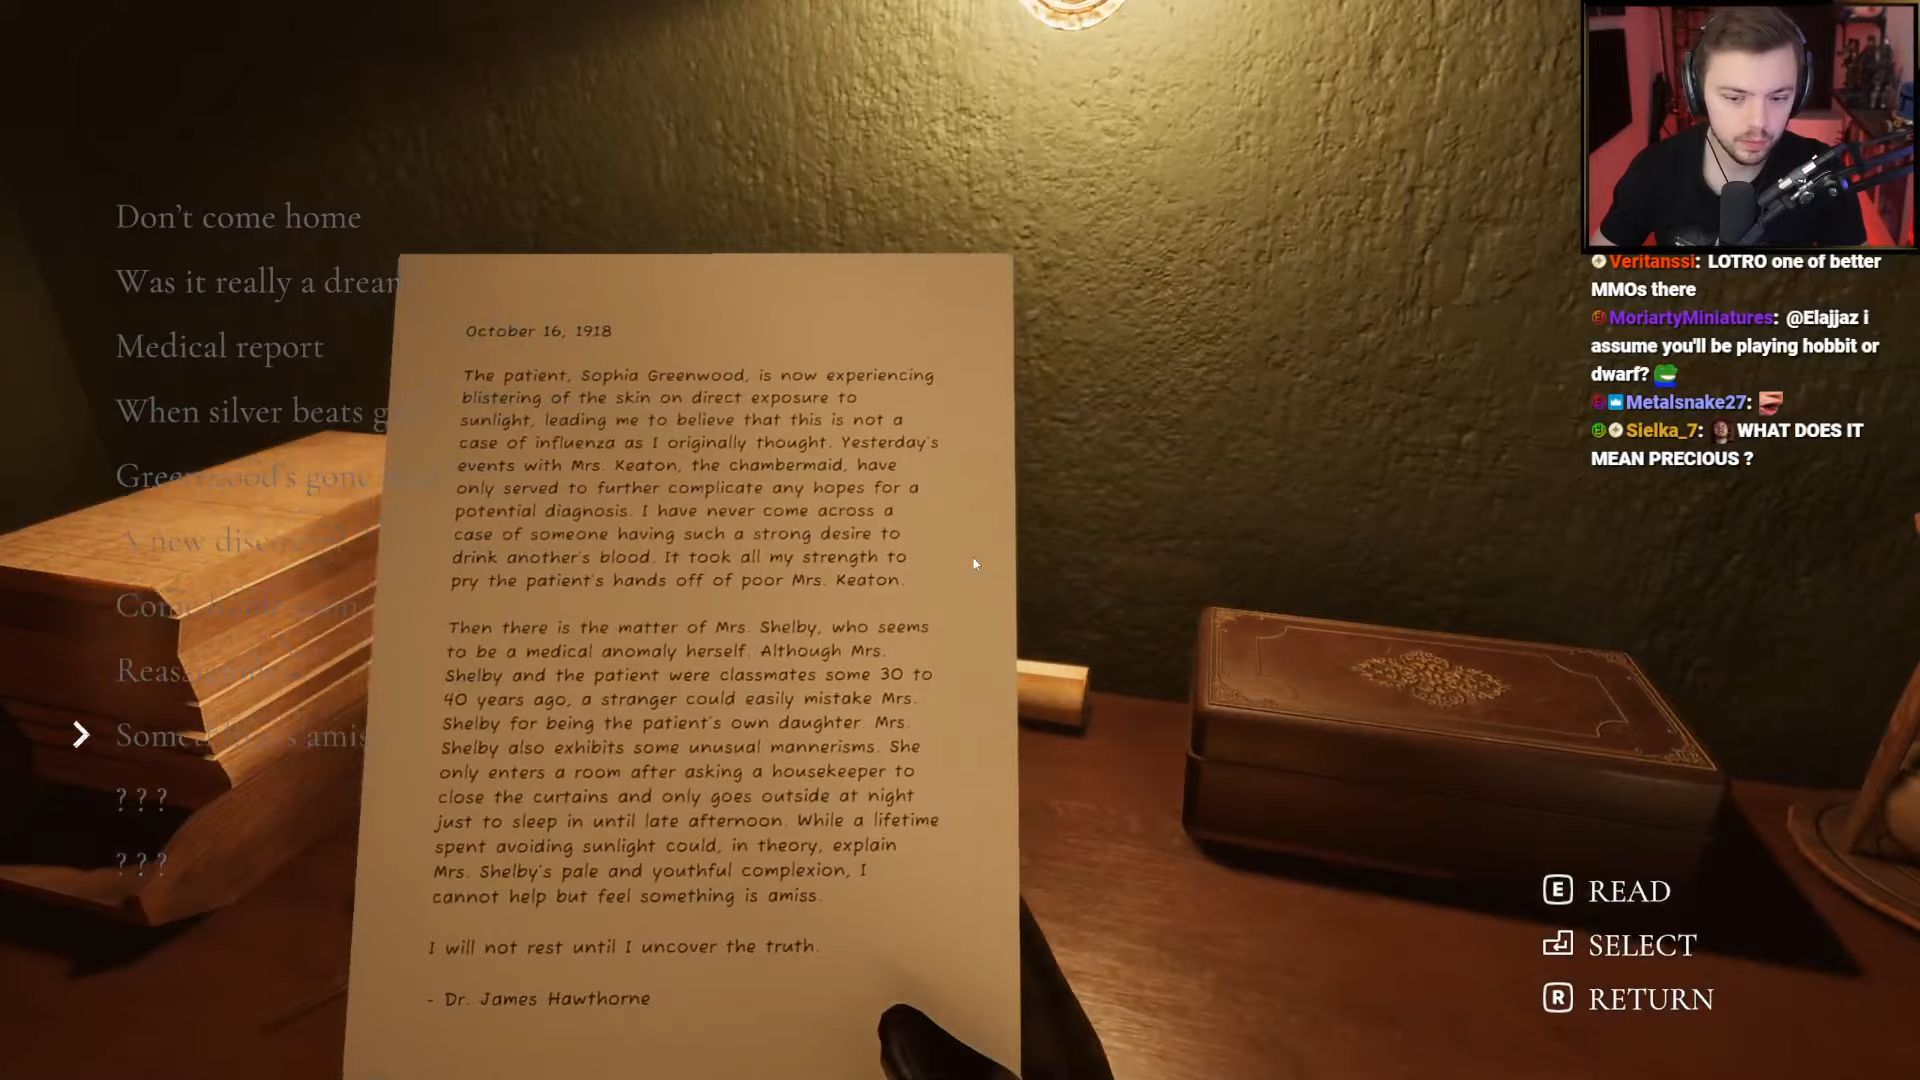 Don't come home
Was it really a dream
Medical report
When silver beats
Greenwood's gone
A new
Come
Something's amiss
? ? ?
? ? ?
October 16, 1918
The patient, Sophia Greenwood, is now experiencing
blistering of the skin on direct exposure to
sunlight, leading me to believe that this is not a
case of influenza as I originally thought. Yesterday's
events with Mrs. Keaton, the chambermaid, have
only served to further complicate any hopes for a
potential diagnosis. I have never come across a
case of someone having such a strong desire to
drink another's blood. It took all my strength to
pry the patient's hands off of poor Mrs. Keaton.
Then there is the matter of Mrs. Shelby, who seems
to be a medical anomaly herself. Although Mrs.
Shelby and the patient were classmates some 30 to
40 years ago, a stranger could easily mistake Mrs.
Shelby for being the patient's own daughter. Mrs.
Shelby also exhibits some unusual mannerisms. She
only enters a room after asking a housekeeper to
close the curtains and only goes outside at night
just to sleep in until late afternoon. While a lifetime
spent avoiding sunlight could, in theory, explain
Mrs. Shelby's pale and youthful complexion, I
cannot help but feel something is amiss.
I will not rest until I uncover the truth.
- Dr. James Hawthorne
Veritanssi: LOTRO one of better
MMOs there
MoriartyMiniatures: @Elajjaz i
assume you'll be playing hobbit or
dwarf?
Metalsnake27:
Sielka_7: WHAT DOES IT
MEAN PRECIOUS ?
E READ
SELECT
R RETURN